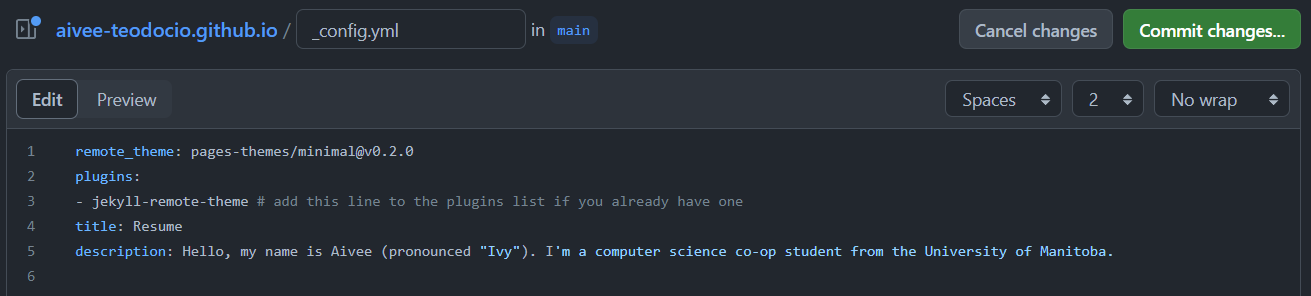 aivee-teodocio.github.io / _config.yml in main Cancel changes Commit changes...
Edit Preview Spaces 2 No wrap
1 remote_theme: pages-themes/minimal@v0.2.0
2 plugins:
3 - jekyll-remote-theme # add this line to the plugins list if you already have one
4 title: Resume
5 description: Hello, my name is Aivee (pronounced "Ivy"). I'm a computer science co-op student from the University of Manitoba.
6